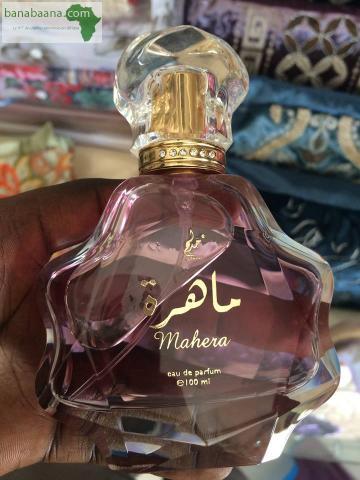 banabaana.com
ماهرة
Mahera
eau de parfum
℮100 ml